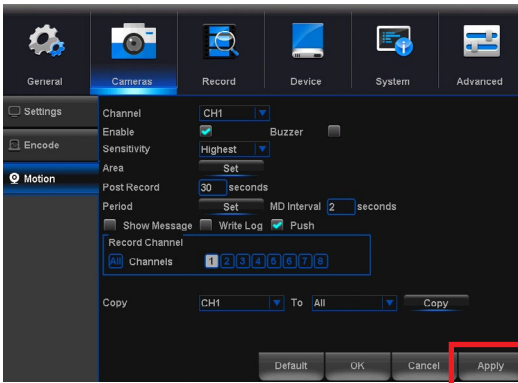 General Cameras Record Device System Advanced
Settings
Encode
Motion
Channel CH1
Enable Buzzer
Sensitivity Highest
Area Set
Post Record 30 seconds
Period Set MD Interval 2 seconds
Show Message Write Log Push
Record Channel
All Channels 1 2 3 4 5 6 7 8
Copy CH1 To All Copy
Default OK Cancel Apply